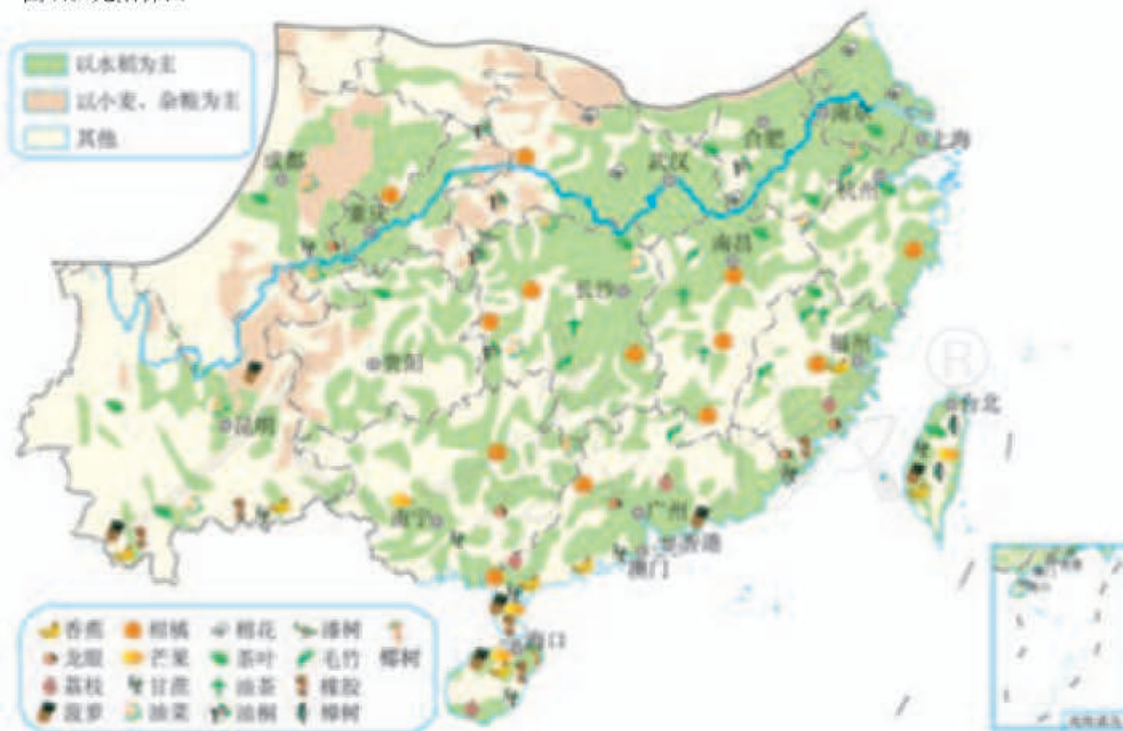 以水稻为主
以小麦、杂粮为主
其他
成都
重庆
武汉
合肥
南京
上海
杭州
南昌
长沙
贵阳
福州
台北
昆明
南宁
广州
香港
澳门
海口
香蕉 柑橘 棉花 漆树
龙眼 芒果 茶叶 毛竹 椰树
荔枝 甘蔗 油茶 橡胶
菠萝 油菜 油桐 樟树
®